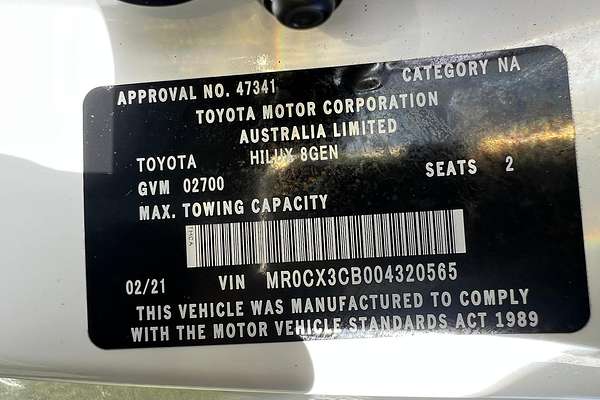 APPROVAL NO. 47341 CATEGORY NA
TOYOTA MOTOR CORPORATION
AUSTRALIA LIMITED
TOYOTA HILUX 8GEN
GVM 02700 SEATS 2
MAX. TOWING CAPACITY
TMCA
02/21 VIN MR0CX3CB004320565
THIS VEHICLE WAS MANUFACTURED TO COMPLY
WITH THE MOTOR VEHICLE STANDARDS ACT 1989